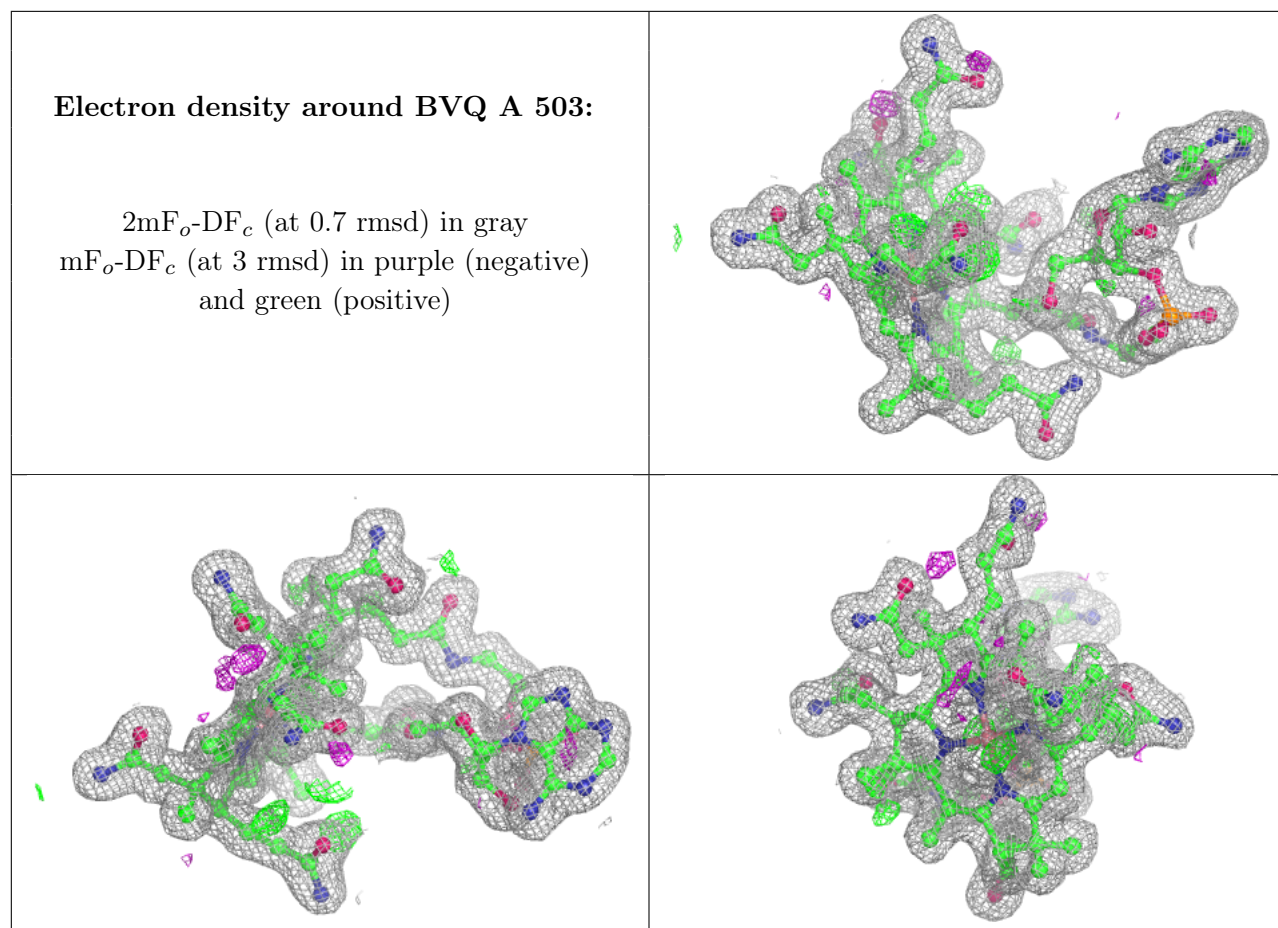 Electron density around BVQ A 503:
2mFₒ-DF𝑐 (at 0.7 rmsd) in gray
mFₒ-DF𝑐 (at 3 rmsd) in purple (negative)
and green (positive)